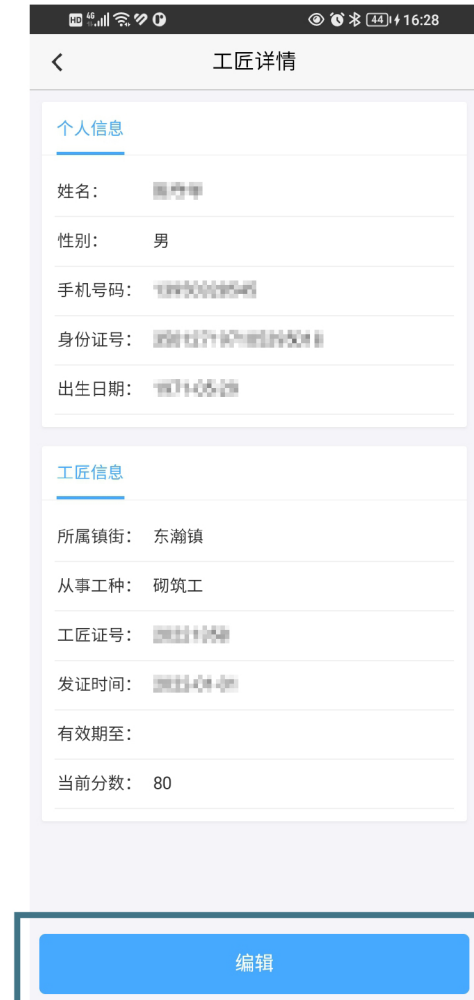 HD 4G 44 16:28
工匠详情
个人信息
姓名：
性别： 男
手机号码：
身份证号：
出生日期：
工匠信息
所属镇街： 东瀚镇
从事工种： 砌筑工
工匠证号：
发证时间：
有效期至：
当前分数： 80
编辑